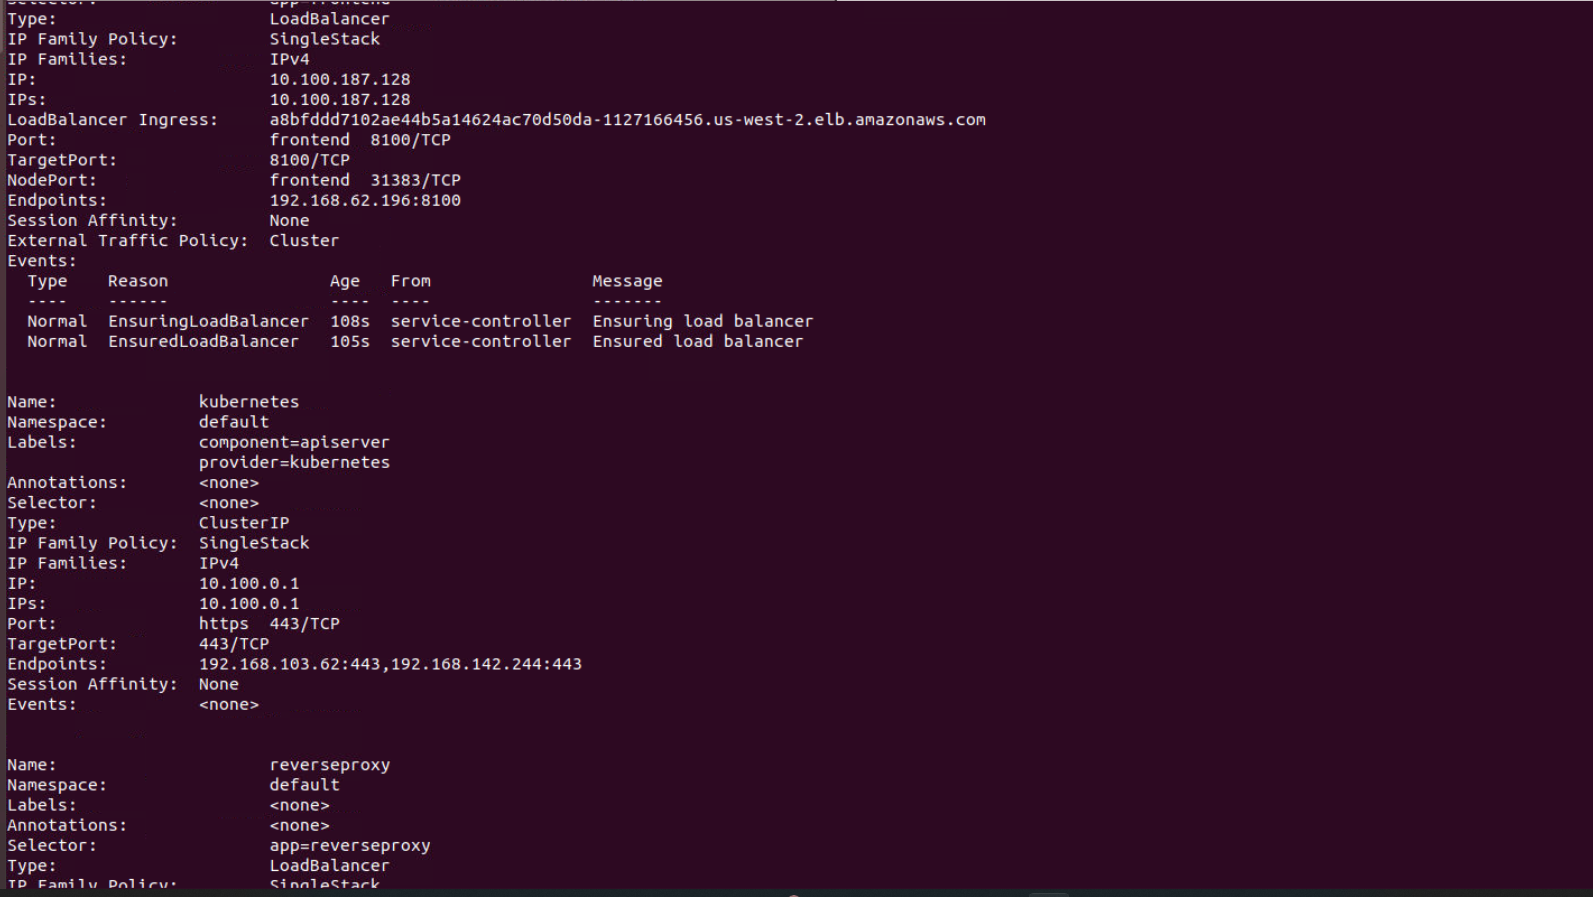 Selector:                 app=frontend
Type:                     LoadBalancer
IP Family Policy:         SingleStack
IP Families:              IPv4
IP:                       10.100.187.128
IPs:                      10.100.187.128
LoadBalancer Ingress:     a8bfddd7102ae44b5a14624ac70d50da-1127166456.us-west-2.elb.amazonaws.com
Port:                     frontend  8100/TCP
TargetPort:               8100/TCP
NodePort:                 frontend  31383/TCP
Endpoints:                192.168.62.196:8100
Session Affinity:         None
External Traffic Policy:  Cluster
Events:
  Type    Reason                Age   From                Message
  ----    ------                ----  ----                -------
  Normal  EnsuringLoadBalancer  108s  service-controller  Ensuring load balancer
  Normal  EnsuredLoadBalancer   105s  service-controller  Ensured load balancer
Name:              kubernetes
Namespace:         default
Labels:            component=apiserver
                   provider=kubernetes
Annotations:       <none>
Selector:          <none>
Type:              ClusterIP
IP Family Policy:  SingleStack
IP Families:       IPv4
IP:                10.100.0.1
IPs:               10.100.0.1
Port:              https  443/TCP
TargetPort:        443/TCP
Endpoints:         192.168.103.62:443,192.168.142.244:443
Session Affinity:  None
Events:            <none>
Name:                     reverseproxy
Namespace:                default
Labels:                   <none>
Annotations:              <none>
Selector:                 app=reverseproxy
Type:                     LoadBalancer
IP Family Policy:         SingleStack